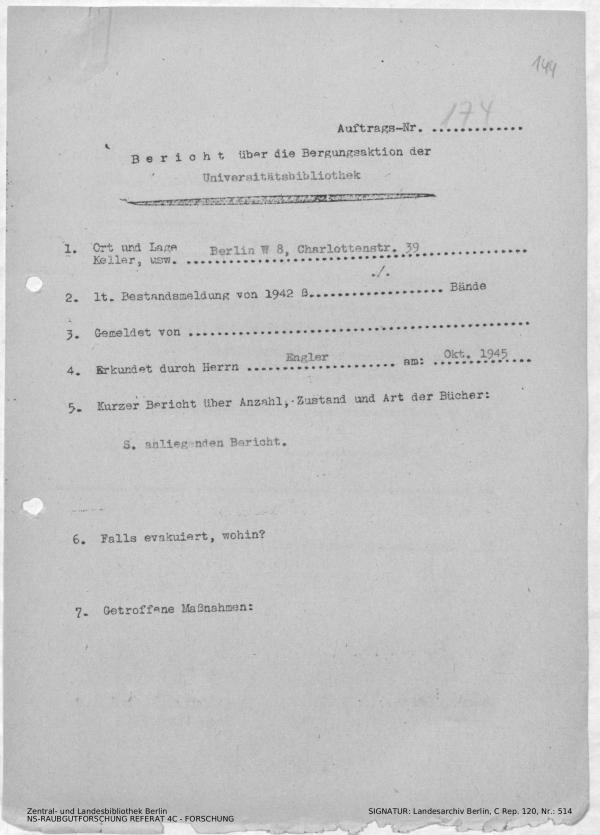 144
Auftrags-Nr. 174
Bericht über die Bergungsaktion der
Universitätsbibliothek
1. Ort und Lage Berlin W 8, Charlottenstr. 39
Keller, usw. ........................
2. lt. Bestandsmeldung von 1942 8 ./. Bände
3. Gemeldet von ........................
4. Erkundet durch Herrn Engler am: Okt. 1945
5. Kurzer Bericht über Anzahl, Zustand und Art der Bücher:
S. anliegenden Bericht.
6. Falls evakuiert, wohin?
7. Getroffene Maßnahmen:
Zentral- und Landesbibliothek Berlin
NS-RAUBGUTFORSCHUNG REFERAT 4C - FORSCHUNG
SIGNATUR: Landesarchiv Berlin, C Rep. 120, Nr.: 514